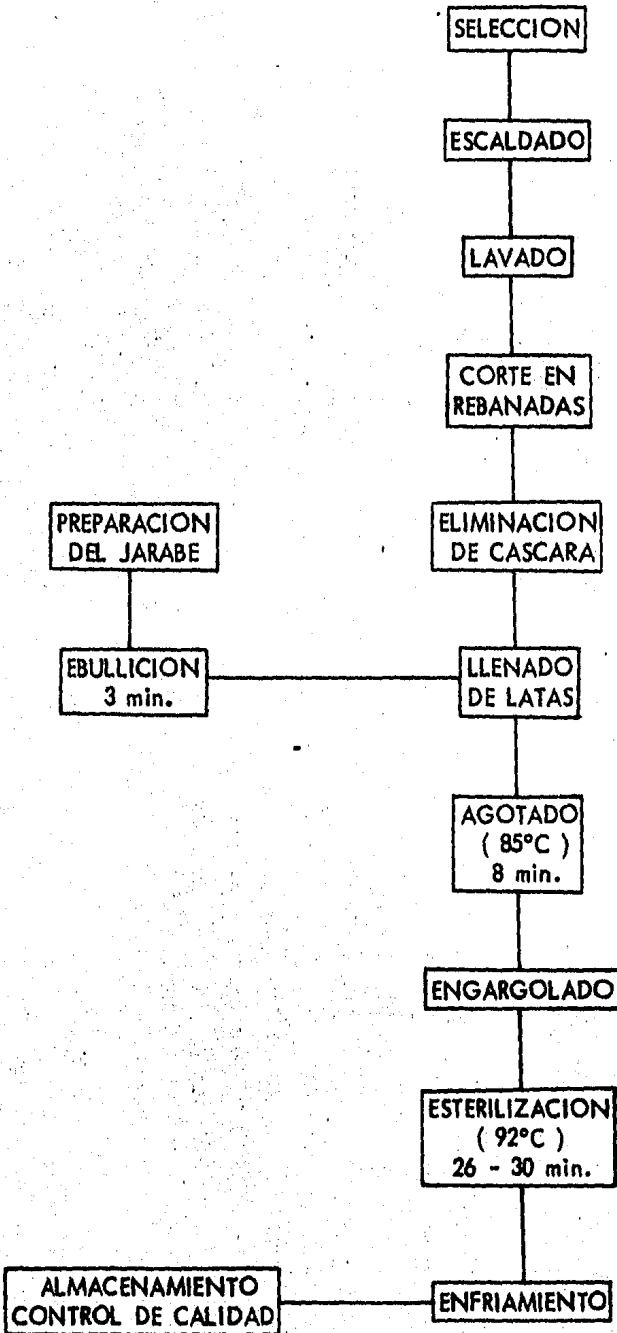 SELECCION
ESCALDADO
LAVADO
CORTE EN
REBANADAS
PREPARACION
DEL JARABE
ELIMINACION
DE CASCARA
EBULLICION
3 min.
LLENADO
DE LATAS
AGOTADO
( 85°C )
8 min.
ENGARGOLADO
ESTERILIZACION
( 92°C )
26 - 30 min.
ALMACENAMIENTO
CONTROL DE CALIDAD
ENFRIAMIENTO